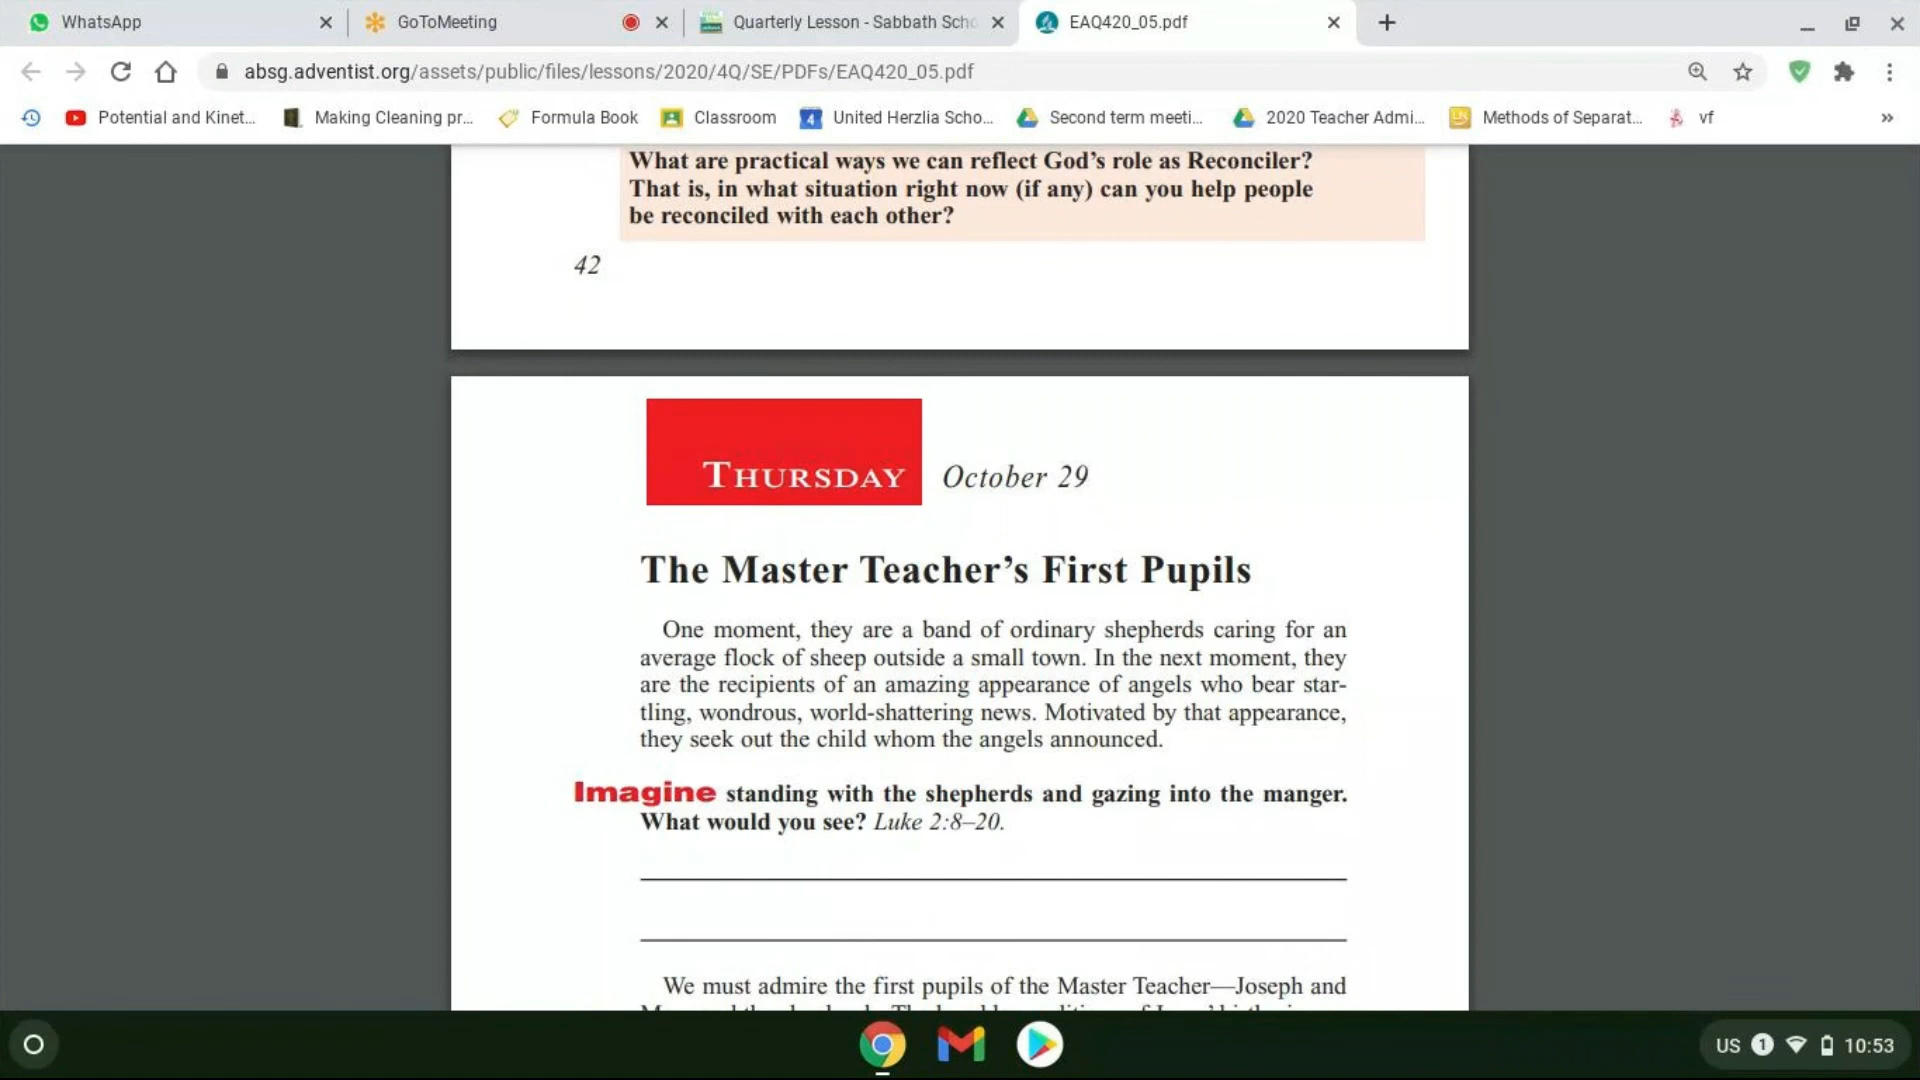 WhatsApp
GoToMeeting
Quarterly Lesson - Sabbath Scho
EAQ420_05.pdf
absg.adventist.org/assets/public/files/lessons/2020/4Q/SE/PDFs/EAQ420_05.pdf
Potential and Kinet...
Making Cleaning pr...
Formula Book
Classroom
4
United Herzlia Scho...
Second term meeti...
2020 Teacher Admi...
Methods of Separat...
vf
»
What are practical ways we can reflect God’s role as Reconciler?
That is, in what situation right now (if any) can you help people
be reconciled with each other?
42
THURSDAY October 29
The Master Teacher’s First Pupils
One moment, they are a band of ordinary shepherds caring for an
average flock of sheep outside a small town. In the next moment, they
are the recipients of an amazing appearance of angels who bear star-
tling, wondrous, world-shattering news. Motivated by that appearance,
they seek out the child whom the angels announced.
Imagine standing with the shepherds and gazing into the manger.
What would you see? Luke 2:8–20.
We must admire the first pupils of the Master Teacher—Joseph and
US 1 10:53